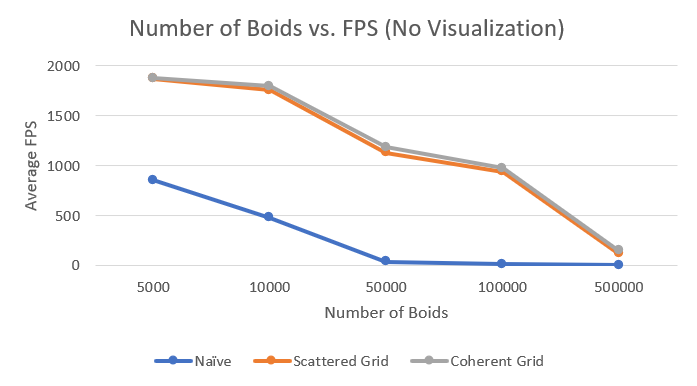 Number of Boids vs. FPS (No Visualization)
2000
1500
1000
500
0
Average FPS
5000 10000 50000 100000 500000
Number of Boids
Naïve Scattered Grid Coherent Grid